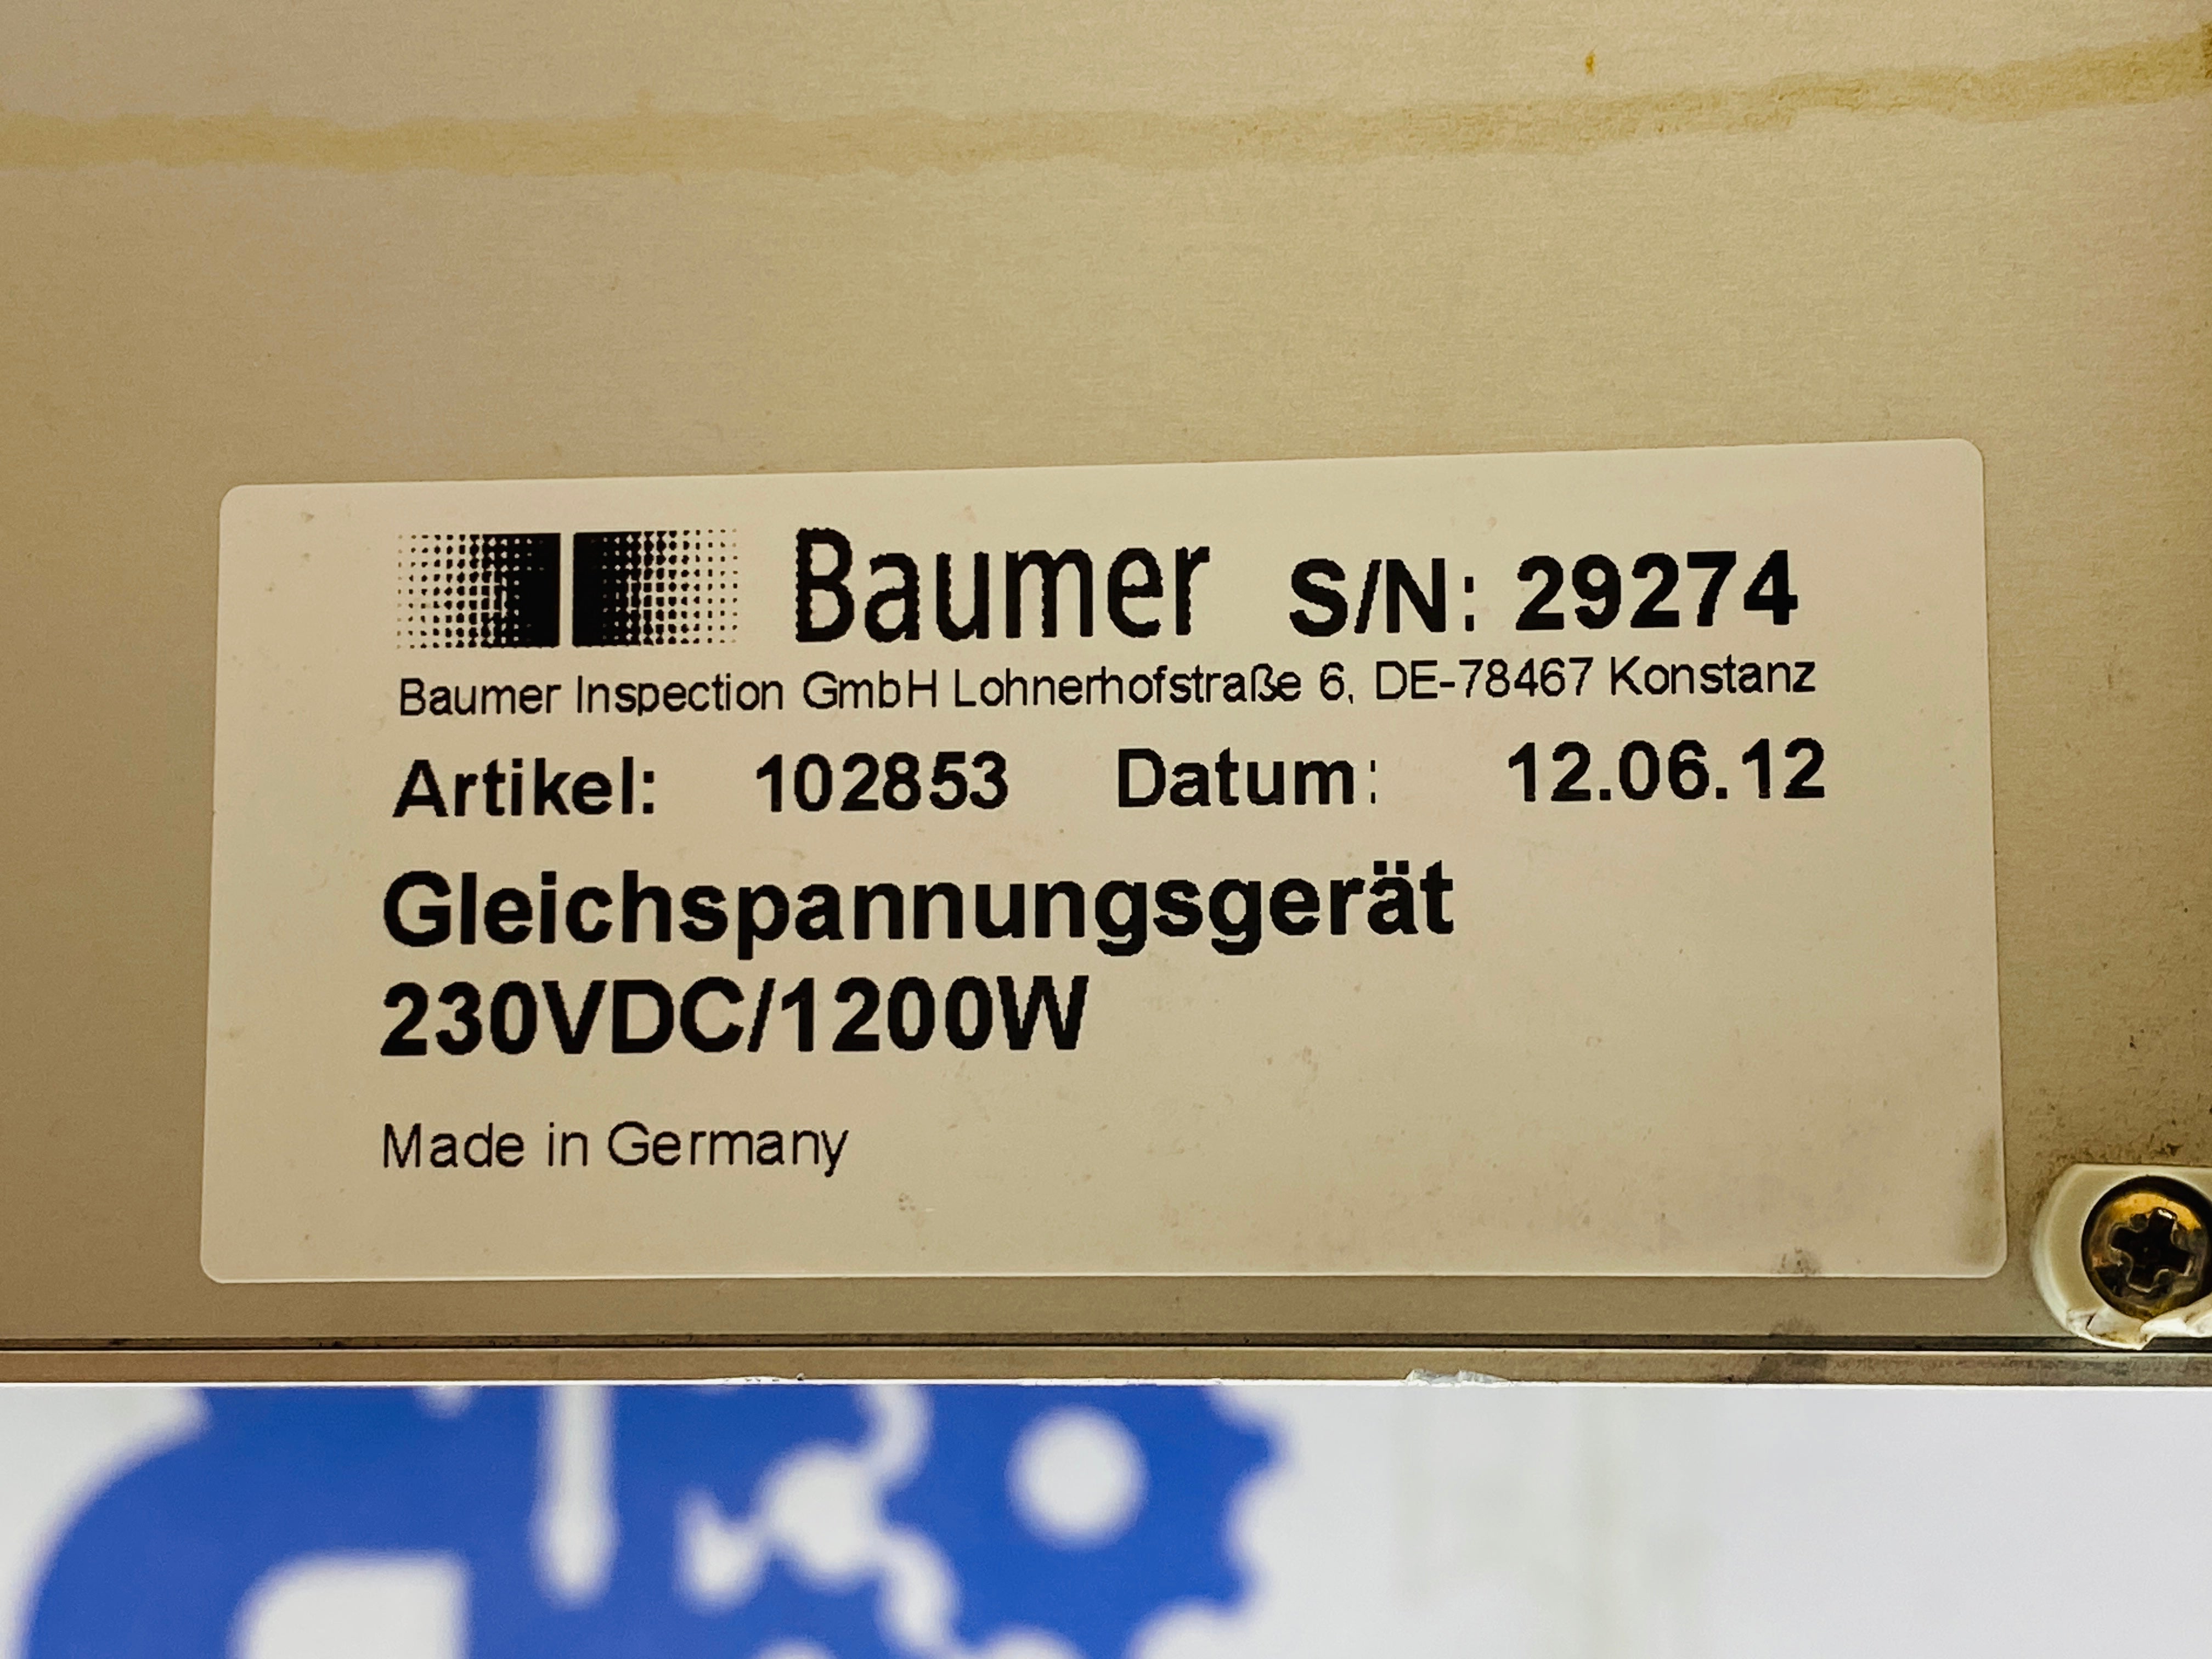 Baumer S/N: 29274
Baumer Inspection GmbH Lohnerhofstraße 6, DE-78467 Konstanz
Artikel: 102853 Datum: 12.06.12
Gleichspannungsgerät
230VDC/1200W
Made in Germany